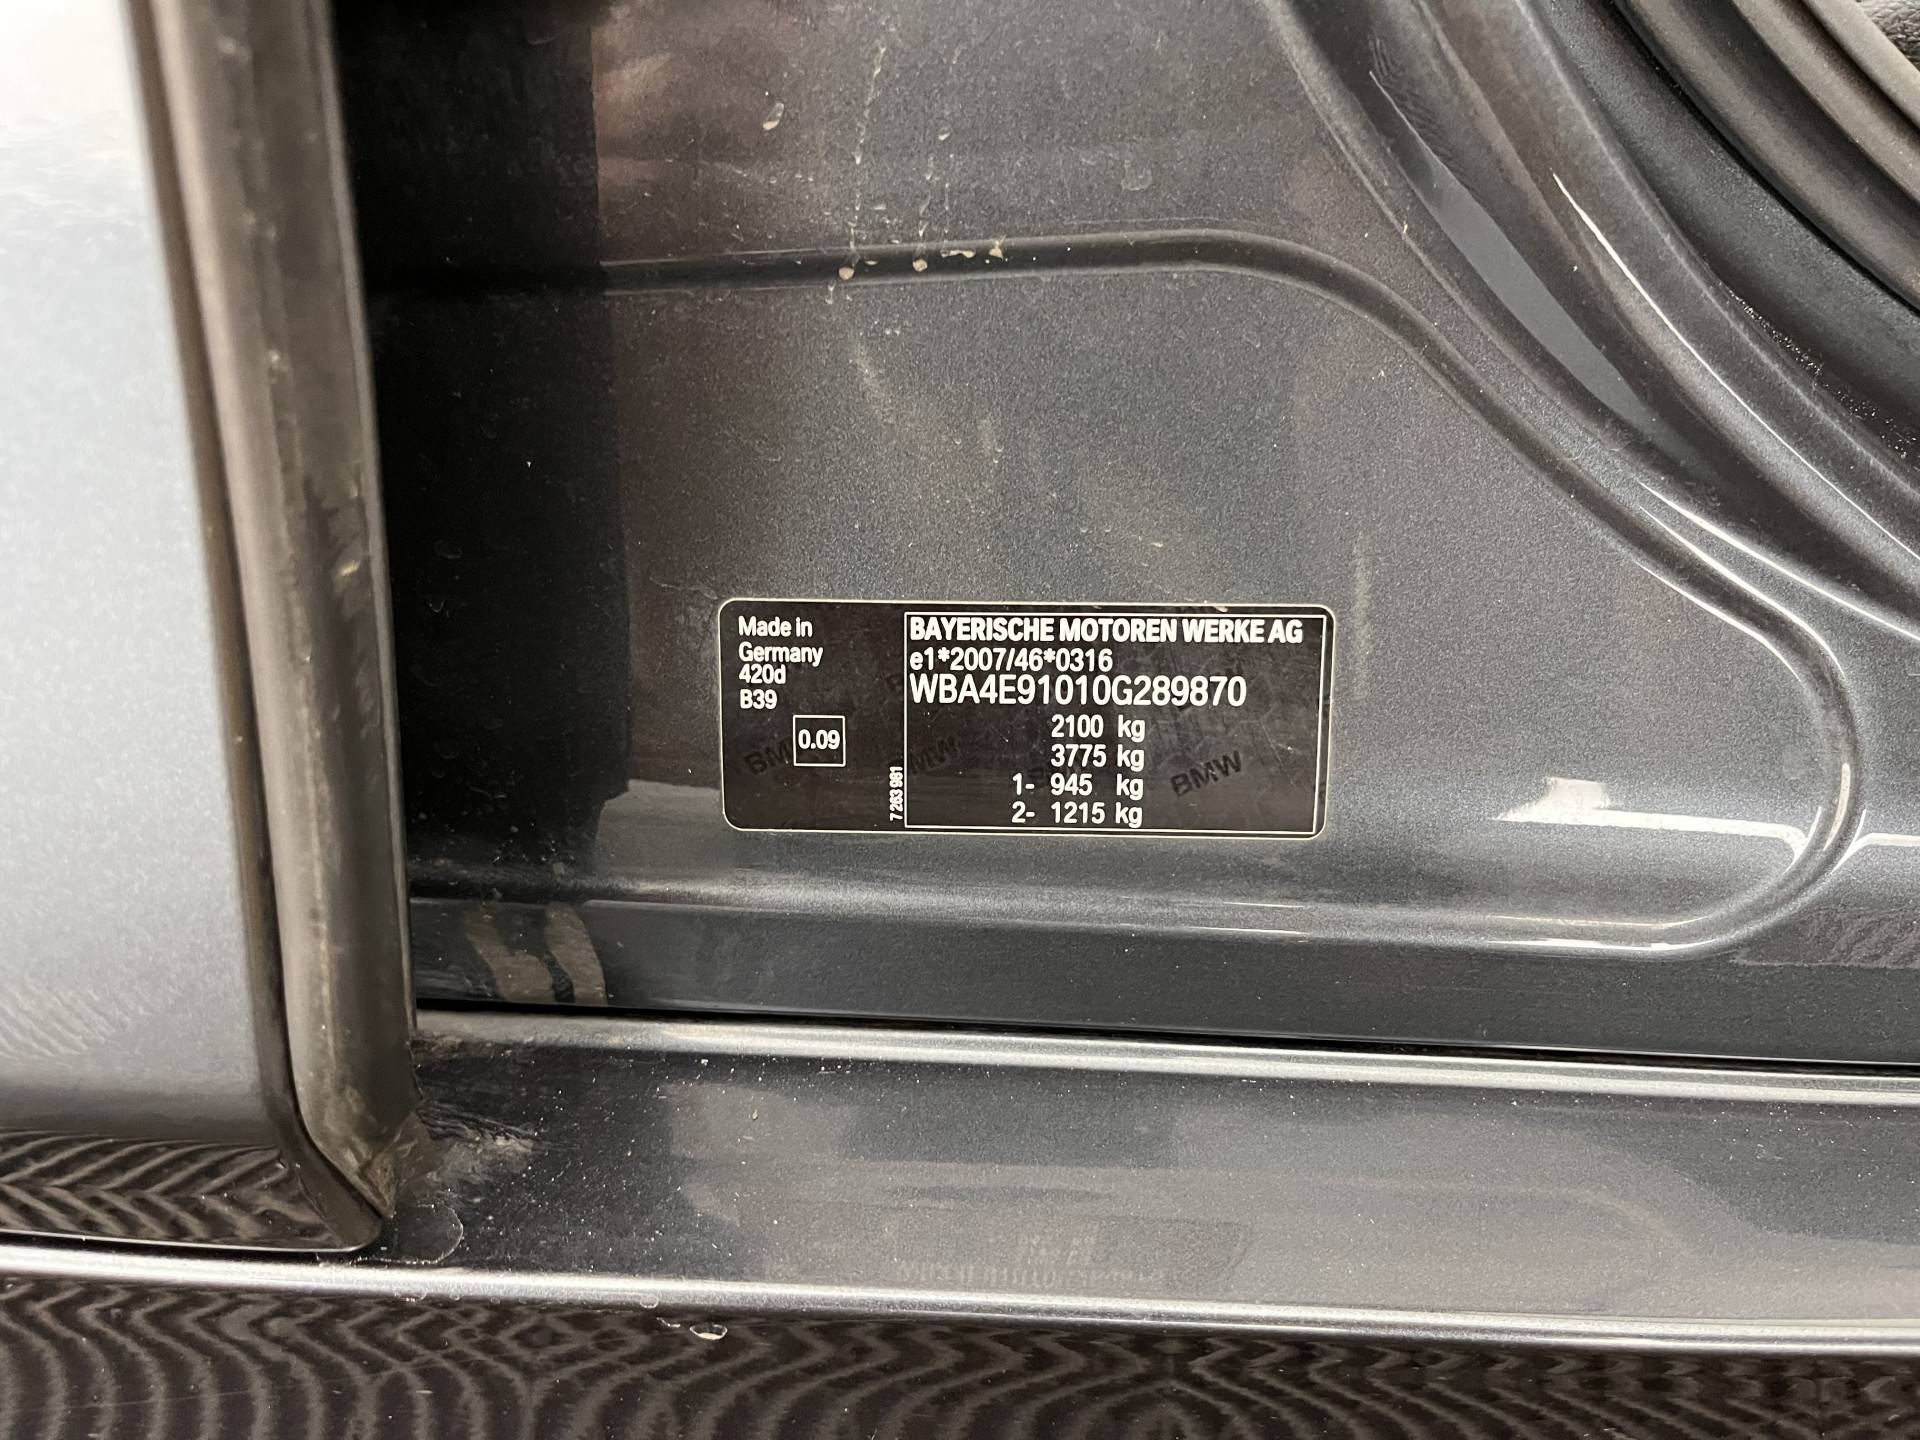 Made in
Germany
420d
B39
0.09
7 263 981
BAYERISCHE MOTOREN WERKE AG
e1*2007/46*0316
WBA4E91010G289870
2100 kg
3775 kg
1- 945 kg
2- 1215 kg
BMW
BMW
BMW